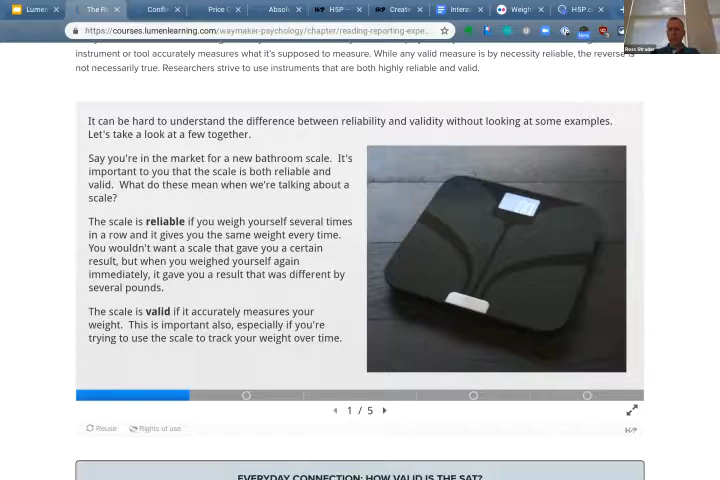 Lumen
The R
Confli
Price C
Absol
H5P –
Create
Interac
Weigh
H5P.c
https://courses.lumenlearning.com/waymaker-psychology/chapter/reading-reporting-expe...
New
Ross Strader
instrument or tool accurately measures what it's supposed to measure. While any valid measure is by necessity reliable, the reverse is
not necessarily true. Researchers strive to use instruments that are both highly reliable and valid.
It can be hard to understand the difference between reliability and validity without looking at some examples.
Let's take a look at a few together.
Say you're in the market for a new bathroom scale. It's
important to you that the scale is both reliable and
valid. What do these mean when we're talking about a
scale?
The scale is reliable if you weigh yourself several times
in a row and it gives you the same weight every time.
You wouldn't want a scale that gave you a certain
result, but when you weighed yourself again
immediately, it gave you a result that was different by
several pounds.
The scale is valid if it accurately measures your
weight. This is important also, especially if you're
trying to use the scale to track your weight over time.
1 / 5
Reuse
Rights of use
H5P
EVERYDAY CONNECTION: HOW VALID IS THE SAT?